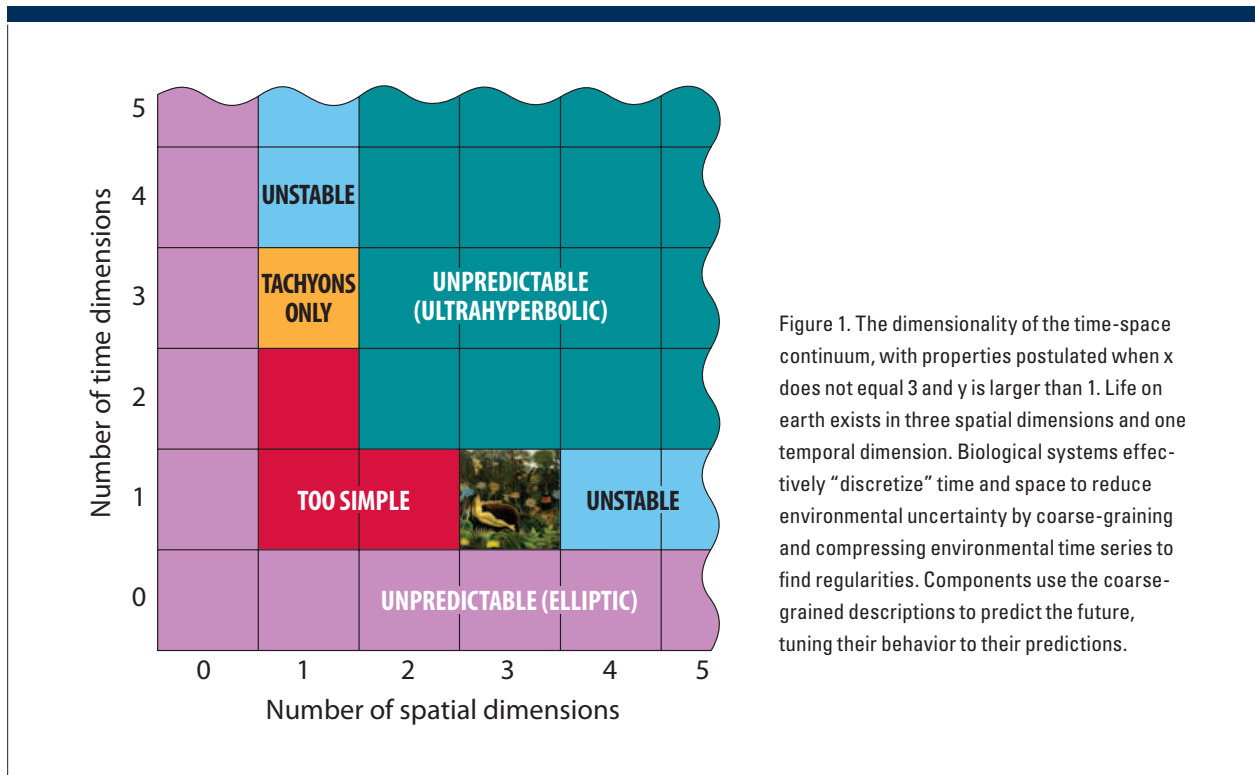 5
4
3
2
1
0
Number of time dimensions
UNSTABLE
TACHYONS
ONLY
UNPREDICTABLE
(ULTRAHYPERBOLIC)
TOO SIMPLE
UNSTABLE
UNPREDICTABLE (ELLIPTIC)
0 1 2 3 4 5
Number of spatial dimensions
Figure 1. The dimensionality of the time-space
continuum, with properties postulated when x
does not equal 3 and y is larger than 1. Life on
earth exists in three spatial dimensions and one
temporal dimension. Biological systems effec-
tively “discretize” time and space to reduce
environmental uncertainty by coarse-graining
and compressing environmental time series to
find regularities. Components use the coarse-
grained descriptions to predict the future,
tuning their behavior to their predictions.